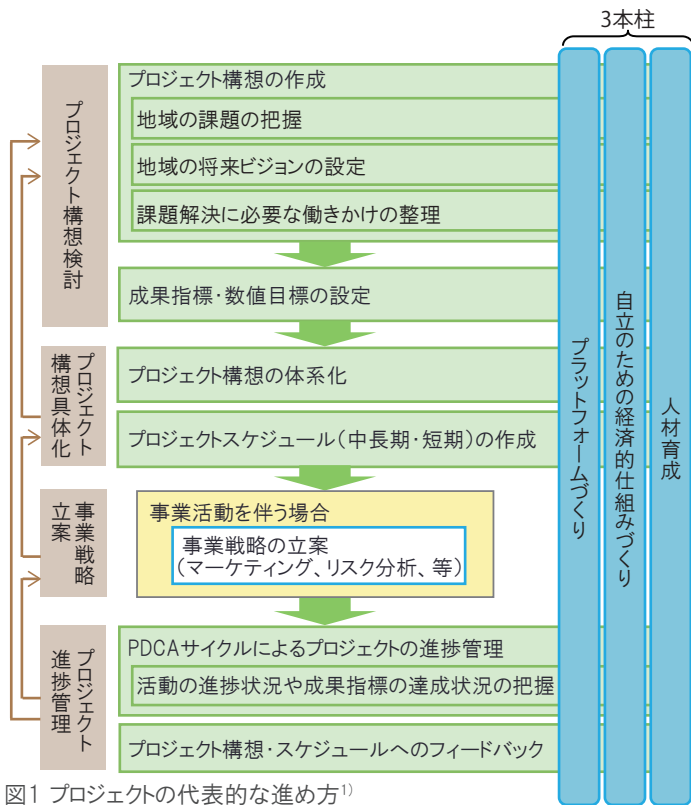 3本柱
プロジェクト構想検討
プロジェクト構想の作成
地域の課題の把握
地域の将来ビジョンの設定
課題解決に必要な働きかけの整理
成果指標・数値目標の設定
プロジェクト
構想具体化
プロジェクト構想の体系化
プロジェクトスケジュール(中長期・短期)の作成
事業戦略
立案
事業活動を伴う場合
事業戦略の立案
(マーケティング、リスク分析、等)
プロジェクト
進捗管理
PDCAサイクルによるプロジェクトの進捗管理
活動の進捗状況や成果指標の達成状況の把握
プロジェクト構想・スケジュールへのフィードバック
プラットフォームづくり
自立のための経済的仕組みづくり
人材育成
図1 プロジェクトの代表的な進め方1)